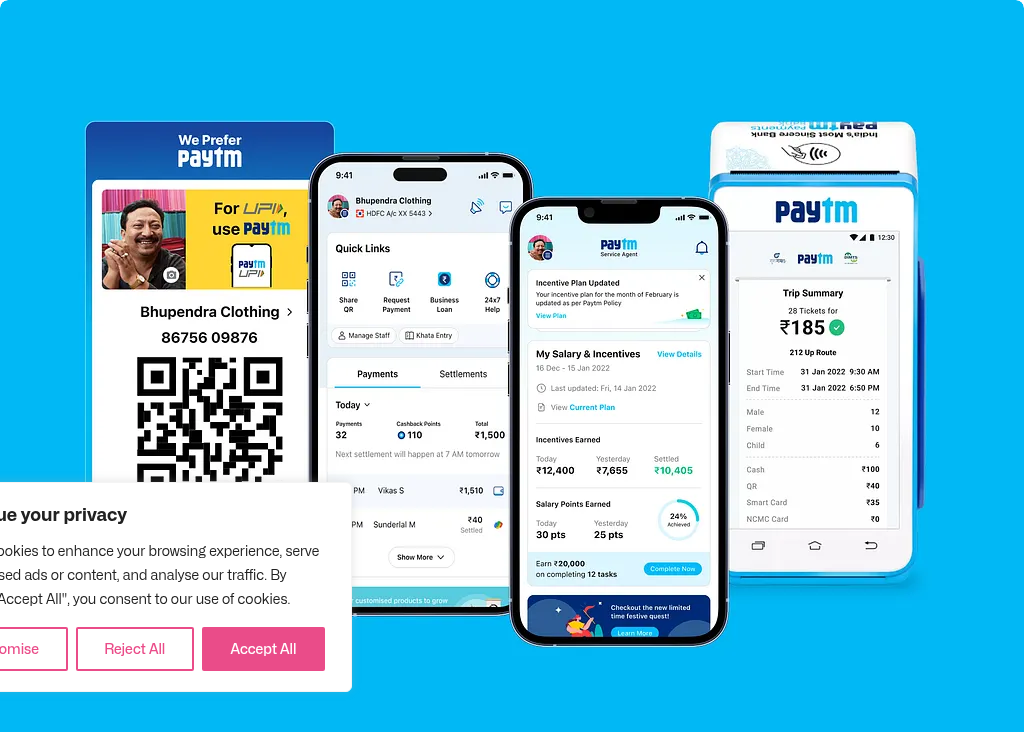 We Prefer
paytm
For UPI,
use paytm
paytm
UPI
Bhupendra Clothing >
86756 09876
9:41
Bhupendra Clothing
HDFC A/c XX 5443 >
Quick Links
Share
QR
Request
Payment
Business
Loan
24x7
Help
Manage Staff
Khata Entry
Payments
Settlements
Today
Payments
32
Cashback Points
110
Total
₹1,500
Next settlement will happen at 7 AM tomorrow
PM
Vikas S
₹1,510
PM
Sunderlal M
₹40
Settled
Show More
customised products to grow
9:41
paytm
Service Agent
Incentive Plan Updated
Your incentive plan for the month of February is
updated as per Paytm Policy
View Plan
My Salary & Incentives
View Details
16 Dec - 15 Jan 2022
Last updated: Fri, 14 Jan 2022
View Current Plan
Incentives Earned
Today
₹12,400
Yesterday
₹7,655
Settled
₹10,405
Salary Points Earned
Today
30 pts
Yesterday
25 pts
24%
Achieved
Earn ₹20,000
on completing 12 tasks
Complete Now
Checkout the new limited
time festive quest!
Learn More
India's Most Sincere Bank
paytm Payments
paytm
12:30
paytm
Trip Summary
28 Tickets for
₹185
212 Up Route
Start Time 31 Jan 2022 9:30 AM
End Time 31 Jan 2022 6:50 PM
Male 12
Female 10
Child 6
Cash ₹100
QR ₹40
Smart Card ₹35
NCMC Card ₹0
ue your privacy
ookies to enhance your browsing experience, serve
sed ads or content, and analyse our traffic. By
Accept All", you consent to our use of cookies.
omise
Reject All
Accept All